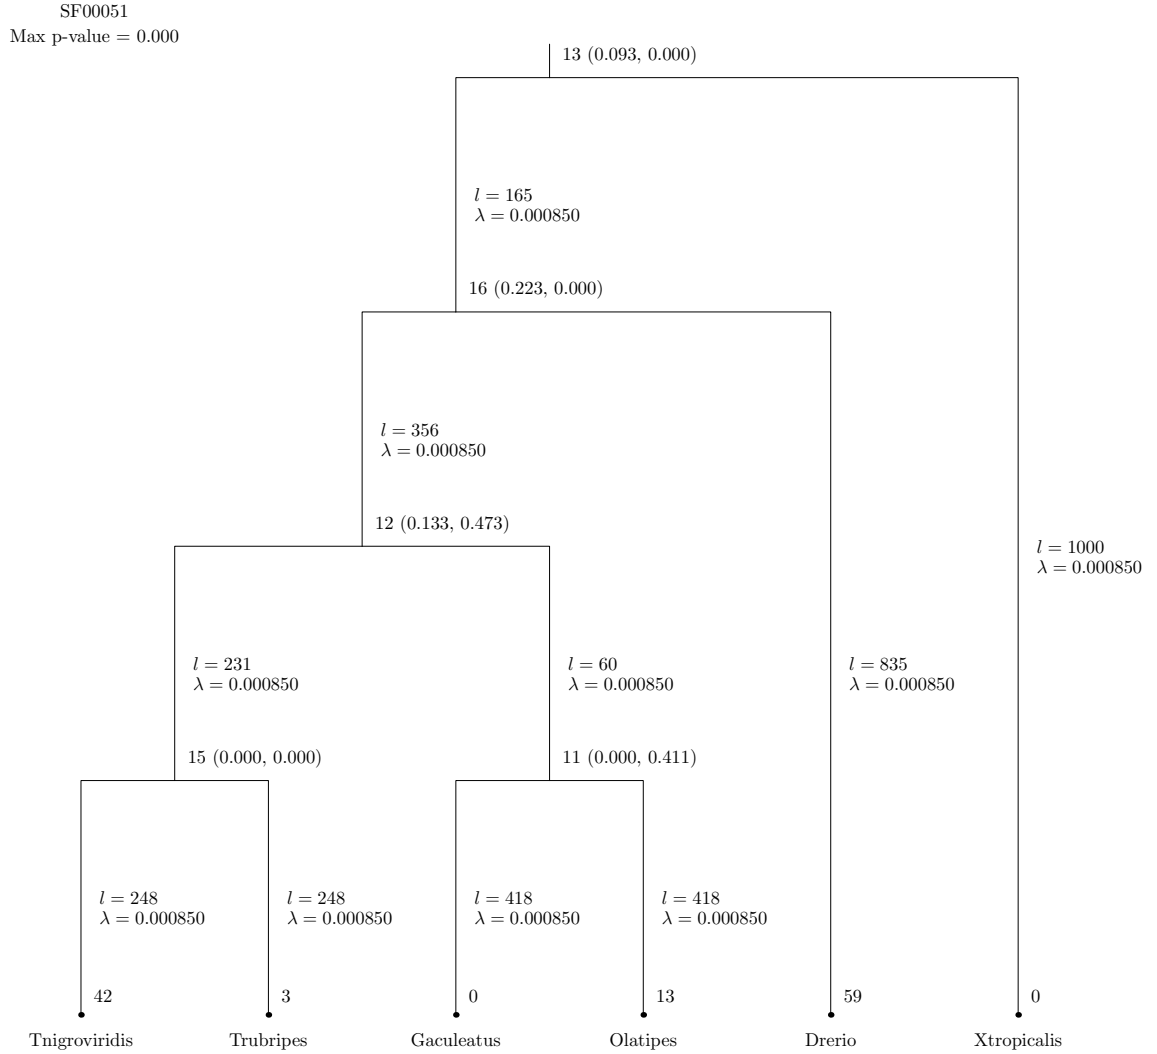 SF00051
Max p-value = 0.000
13 (0.093, 0.000)
l = 165
λ = 0.000850
16 (0.223, 0.000)
l = 356
λ = 0.000850
12 (0.133, 0.473)
l = 1000
λ = 0.000850
l = 231
λ = 0.000850
l = 60
λ = 0.000850
l = 835
λ = 0.000850
15 (0.000, 0.000)
11 (0.000, 0.411)
l = 248
λ = 0.000850
l = 248
λ = 0.000850
l = 418
λ = 0.000850
l = 418
λ = 0.000850
42
3
0
13
59
0
Tnigroviridis
Trubripes
Gaculeatus
Olatipes
Drerio
Xtropicalis